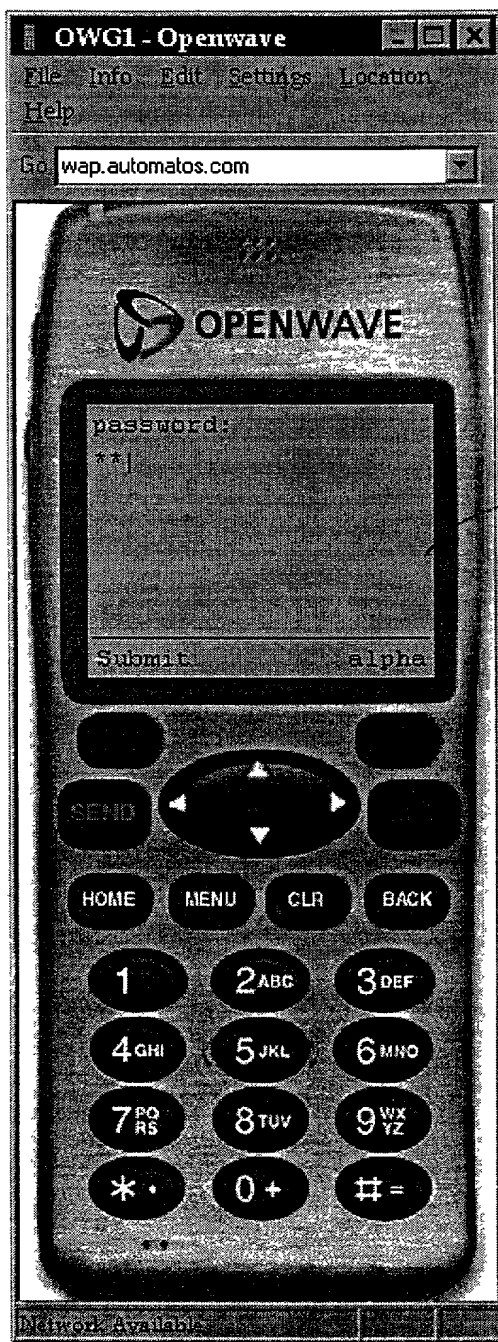 OWG1 - Openwave
File Info Edit Settings Location
Help
Go wap.automatos.com
OPENWAVE
password:
**
Submit alpha
SEND
HOME MENU CLR BACK
1 2ABC 3DEF
4GHI 5JKL 6MNO
7PQRS 8TUV 9WXYZ
*. 0+ #=
Network Available